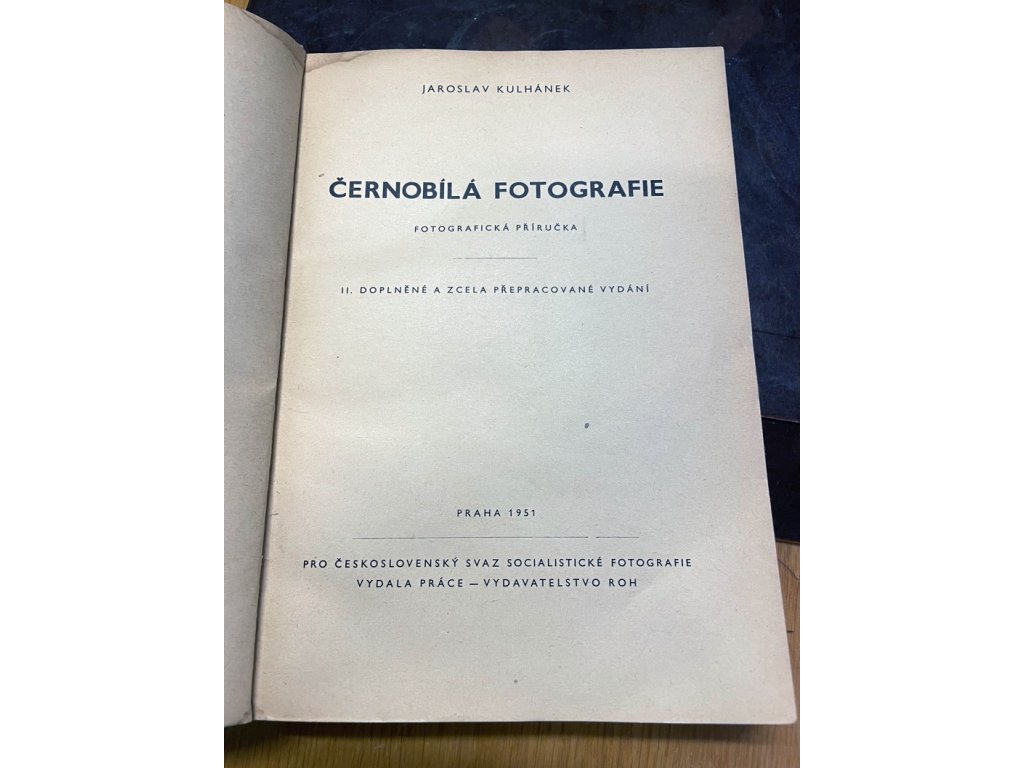 JAROSLAV KULHÁNEK
ČERNOBÍLÁ FOTOGRAFIE
FOTOGRAFICKÁ PŘÍRUČKA
II. DOPLNĚNÉ A ZCELA PŘEPRACOVANÉ VYDÁNÍ
PRAHA 1951
PRO ČESKOSLOVENSKÝ SVAZ SOCIALISTICKÉ FOTOGRAFIE
VYDALA PRÁCE — VYDAVATELSTVO ROH